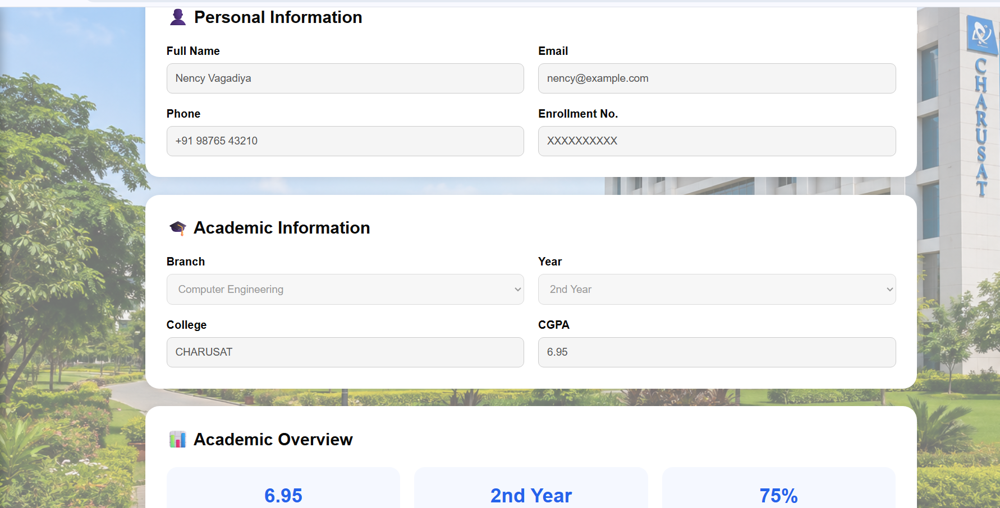 Personal Information
Full Name
Email
Nency Vagadiya
nency@example.com
Phone
Enrollment No.
+91 98765 43210
XXXXXXXXXX
Academic Information
Branch
Year
Computer Engineering
2nd Year
College
CGPA
CHARUSAT
6.95
Academic Overview
6.95
2nd Year
75%
CHARUSAT